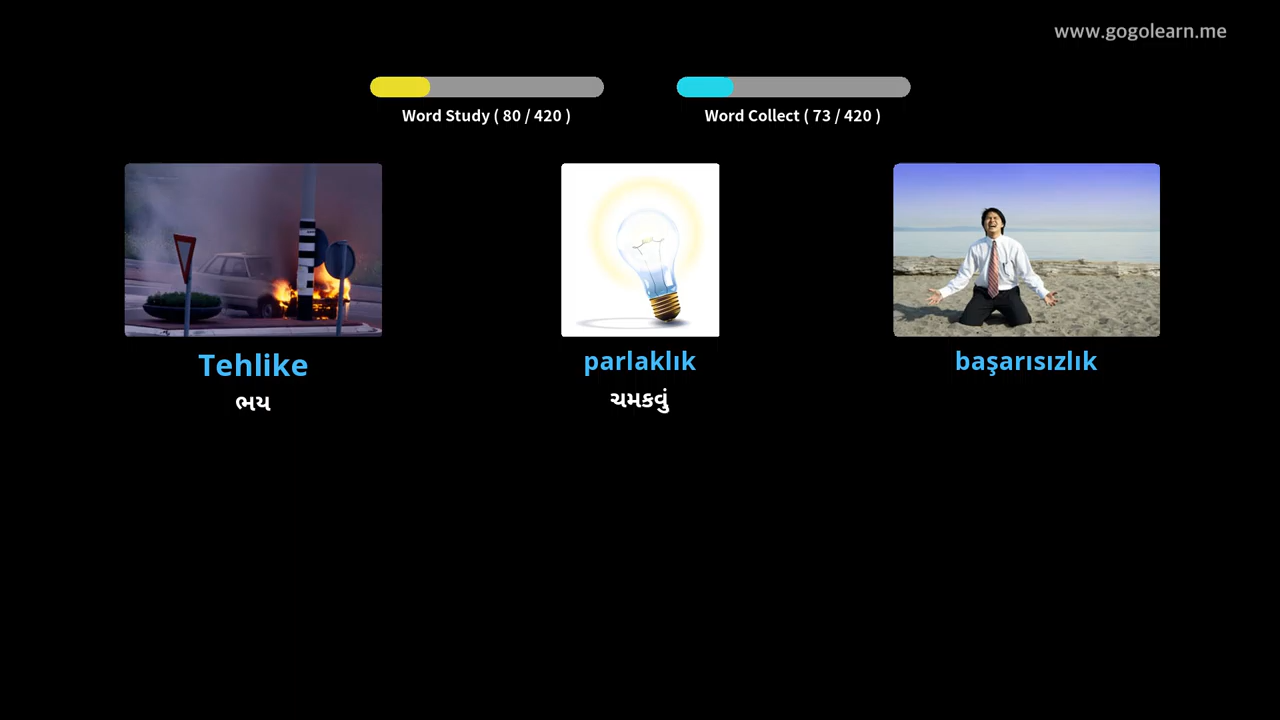 www.gogolearn.me
Word Study ( 80 / 420 )
Word Collect ( 73 / 420 )
Tehlike
ભય
parlaklık
ચમકવું
başarısızlık